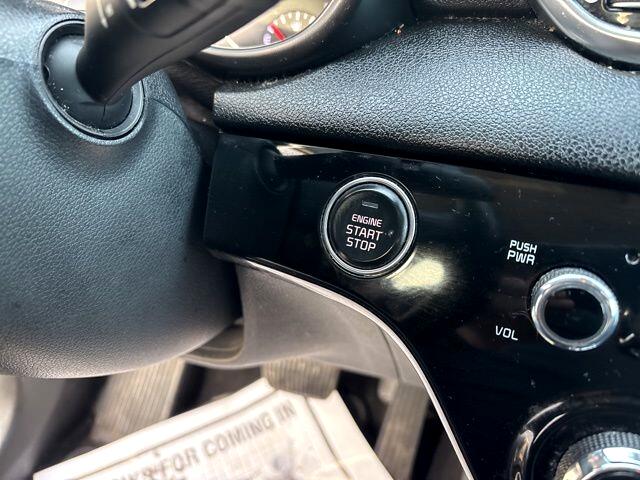 ENGINE
START
STOP
PUSH
PWR
VOL
FOR COMING IN